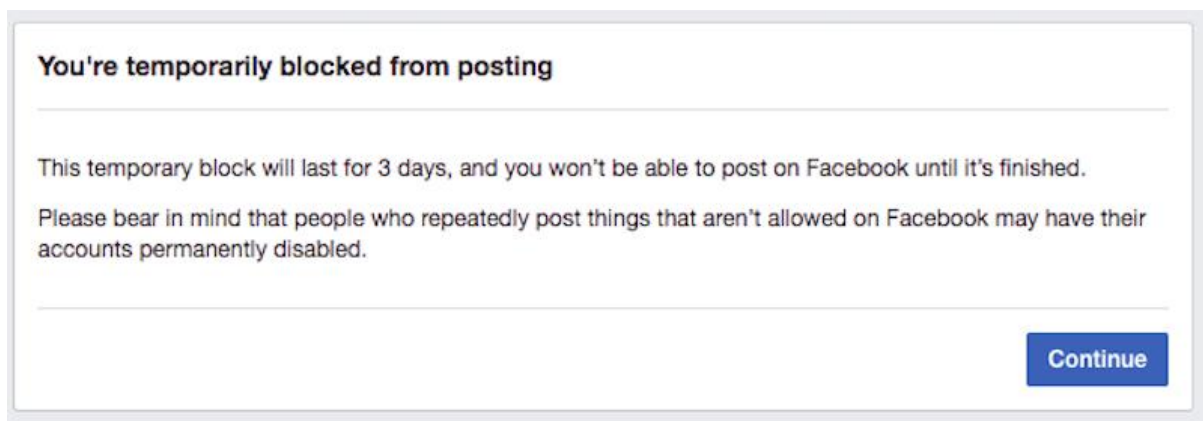 You're temporarily blocked from posting
This temporary block will last for 3 days, and you won't be able to post on Facebook until it's finished.
Please bear in mind that people who repeatedly post things that aren't allowed on Facebook may have their
accounts permanently disabled.
Continue